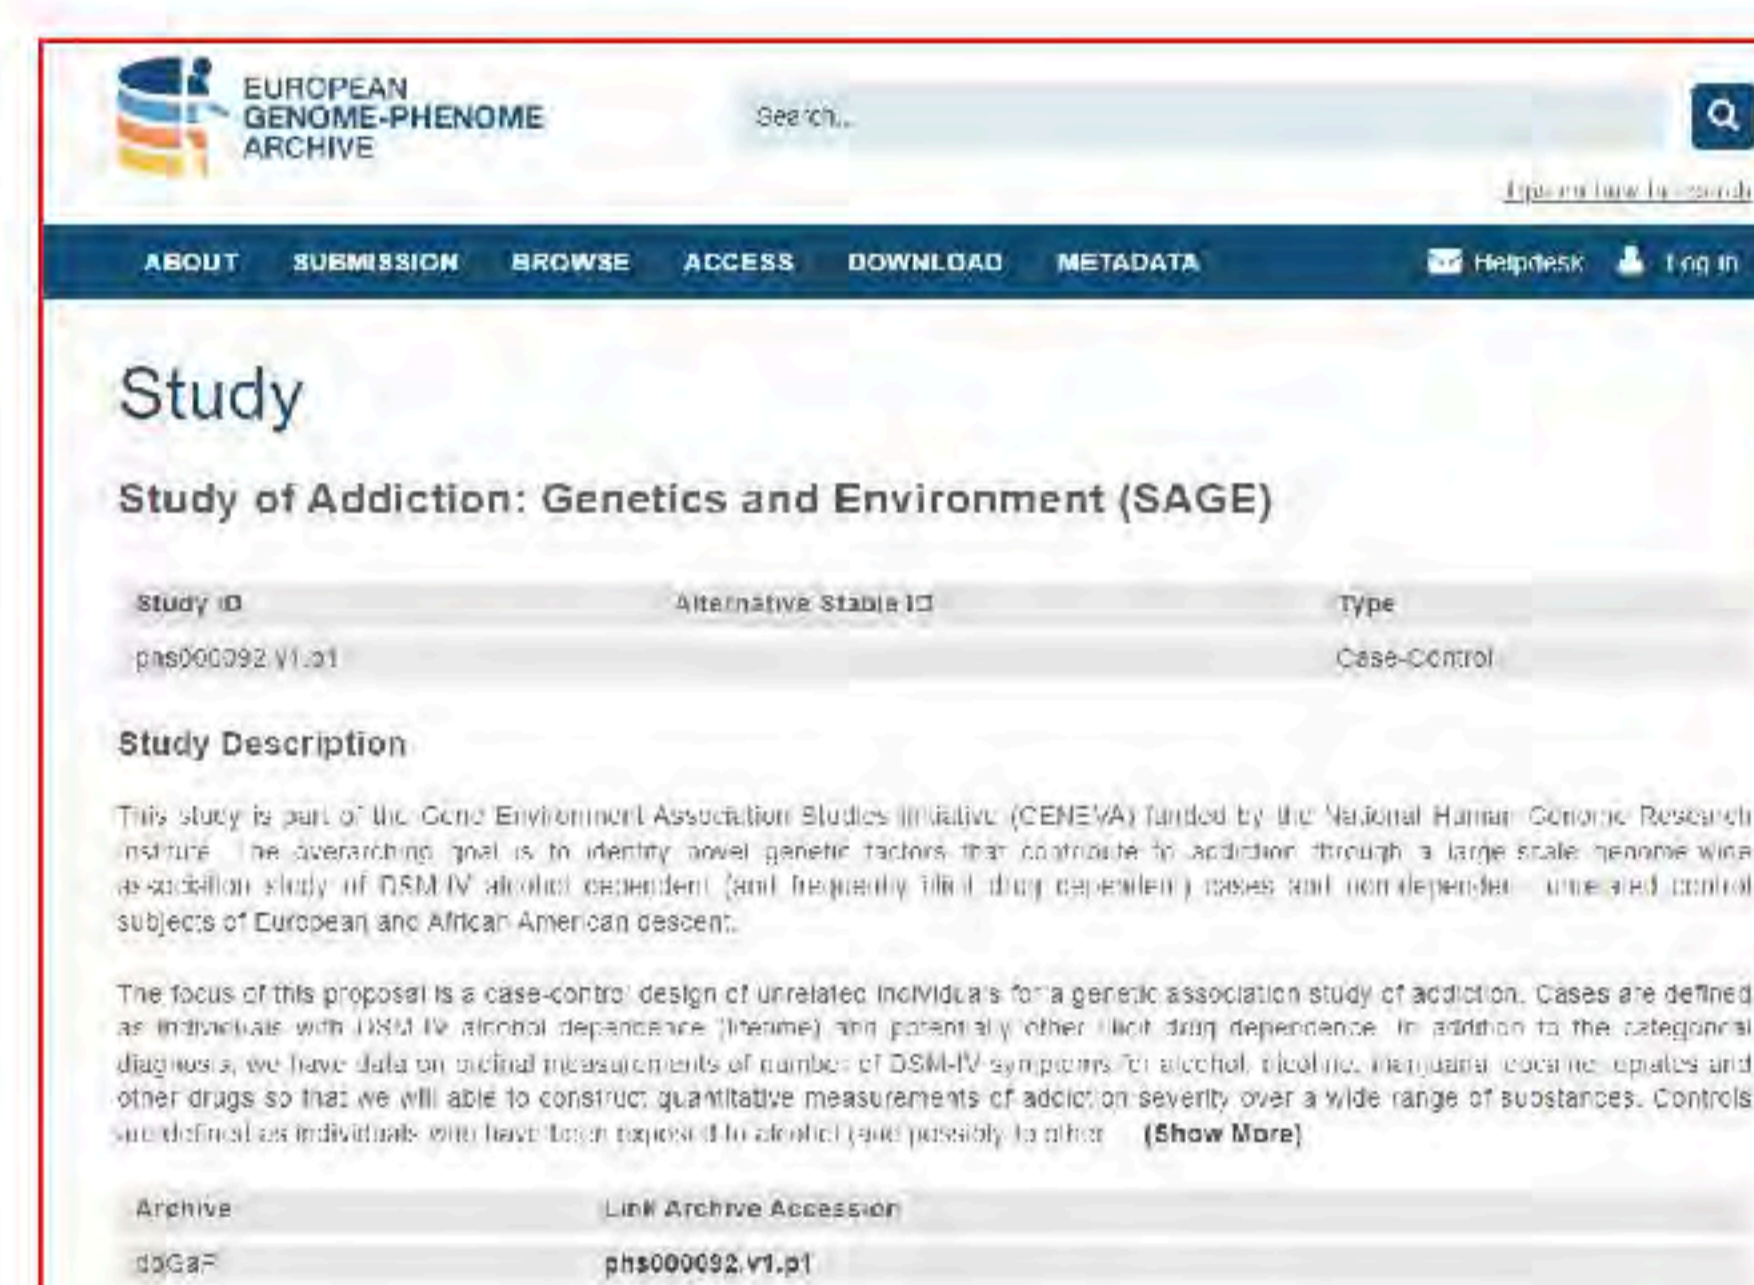 EUROPEAN
GENOME-PHENOME
ARCHIVE
Search...
Tips on how to search
ABOUT SUBMISSION BROWSE ACCESS DOWNLOAD METADATA Helpdesk Log in
Study
Study of Addiction: Genetics and Environment (SAGE)
Study ID Alternative Stable ID Type
phs000092.v1.p1 Case-Control
Study Description
This study is part of the Gene Environment Association Studies initiative (GENEVA) funded by the National Human Genome Research
Institute. The overarching goal is to identify novel genetic factors that contribute to addiction through a large scale genome wide
association study of DSM-IV alcohol dependent (and frequently illicit drug dependent) cases and non dependent unrelated control
subjects of European and African American descent.
The focus of this proposal is a case-control design of unrelated individuals for a genetic association study of addiction. Cases are defined
as individuals with DSM-IV alcohol dependence (lifetime) and potentially other illicit drug dependence. In addition to the categorical
diagnosis, we have data on ordinal measurements of number of DSM-IV symptoms for alcohol, nicotine, marijuana, cocaine, opiates and
other drugs so that we will able to construct quantitative measurements of addiction severity over a wide range of substances. Controls
are defined as individuals who have been exposed to alcohol (and possibly to other ... (Show More)
Archive Link Archive Accession
dbGaP phs000092.v1.p1